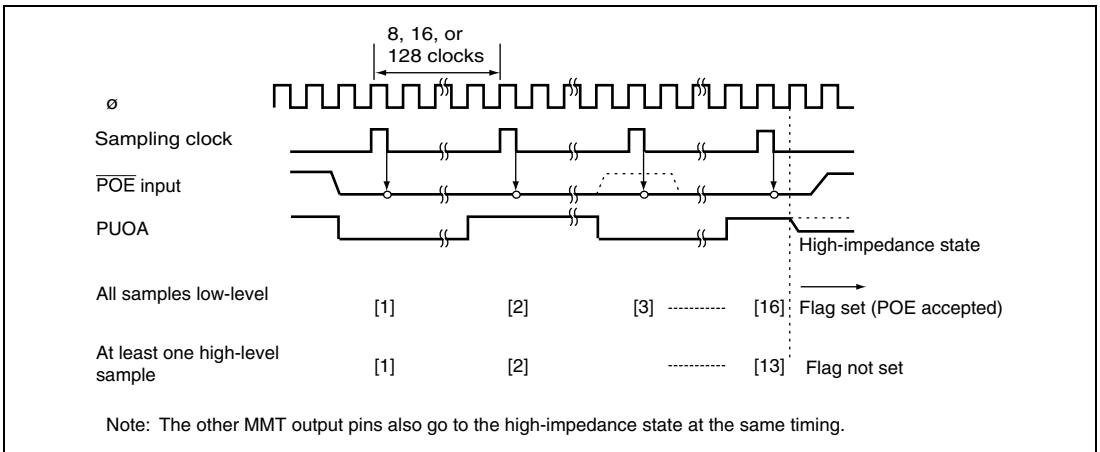 8, 16, or
128 clocks
ø
Sampling clock
POE input
PUOA
High-impedance state
All samples low-level
[1] [2] [3] ---------- [16] Flag set (POE accepted)
At least one high-level
sample
[1] [2] ---------- [13] Flag not set
Note: The other MMT output pins also go to the high-impedance state at the same timing.